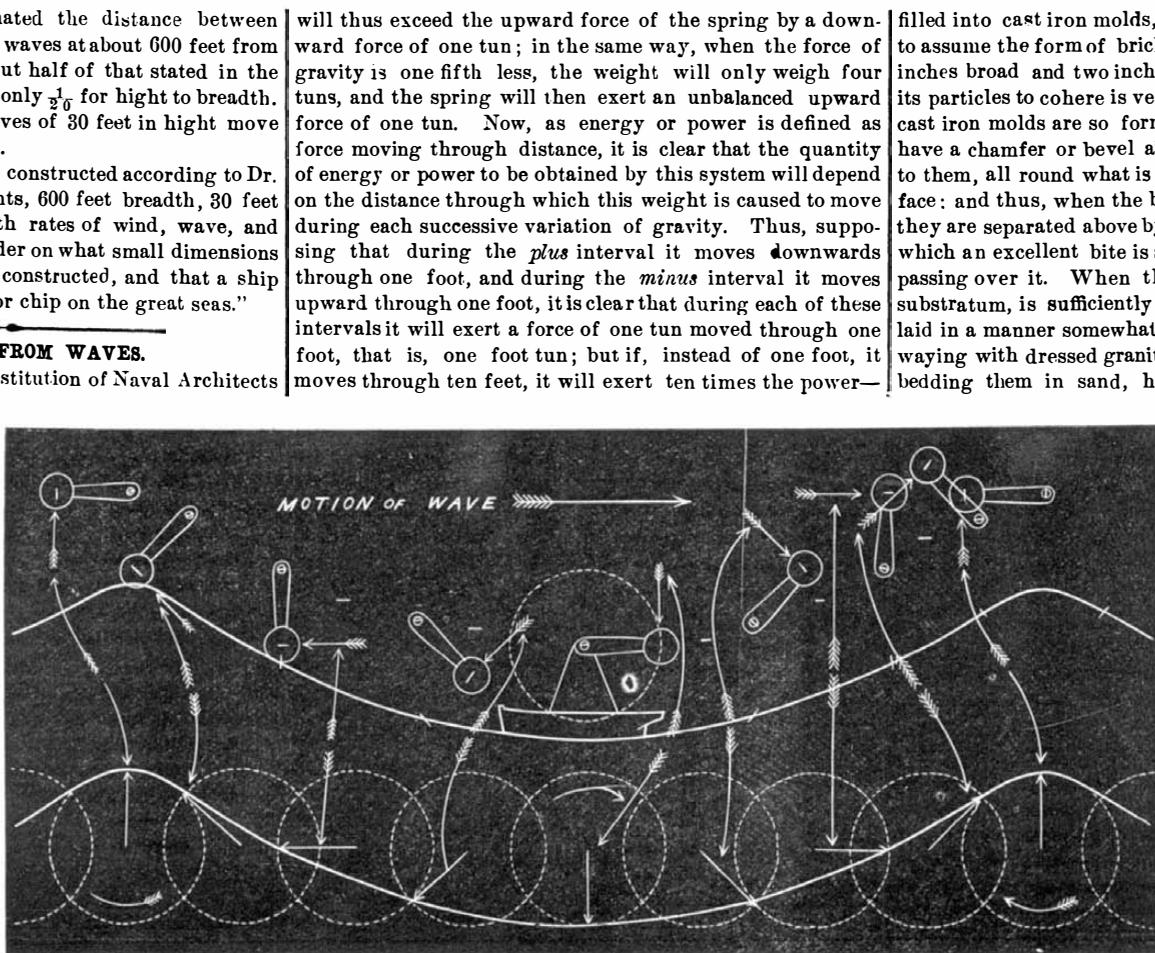 ated the distance between
waves at about 600 feet from
ut half of that stated in the
only 1/20 for hight to breadth.
ves of 30 feet in hight move
.
constructed according to Dr.
nts, 600 feet breadth, 30 feet
th rates of wind, wave, and
der on what small dimensions
constructed, and that a ship
or chip on the great seas."
FROM WAVES.
stitution of Naval Architects
will thus exceed the upward force of the spring by a down-
ward force of one tun; in the same way, when the force of
gravity is one fifth less, the weight will only weigh four
tuns, and the spring will then exert an unbalanced upward
force of one tun. Now, as energy or power is defined as
force moving through distance, it is clear that the quantity
of energy or power to be obtained by this system will depend
on the distance through which this weight is caused to move
during each successive variation of gravity. Thus, suppo-
sing that during the plus interval it moves downwards
through one foot, and during the minus interval it moves
upward through one foot, it is clear that during each of these
intervals it will exert a force of one tun moved through one
foot, that is, one foot tun; but if, instead of one foot, it
moves through ten feet, it will exert ten times the power—
filled into cast iron molds,
to assume the form of bric
inches broad and two inch
its particles to cohere is ve
cast iron molds are so for
have a chamfer or bevel a
to them, all round what is
face: and thus, when the b
they are separated above b
which an excellent bite is
passing over it. When th
substratum, is sufficiently
laid in a manner somewhat
waying with dressed granit
bedding them in sand, h
MOTION OF WAVE